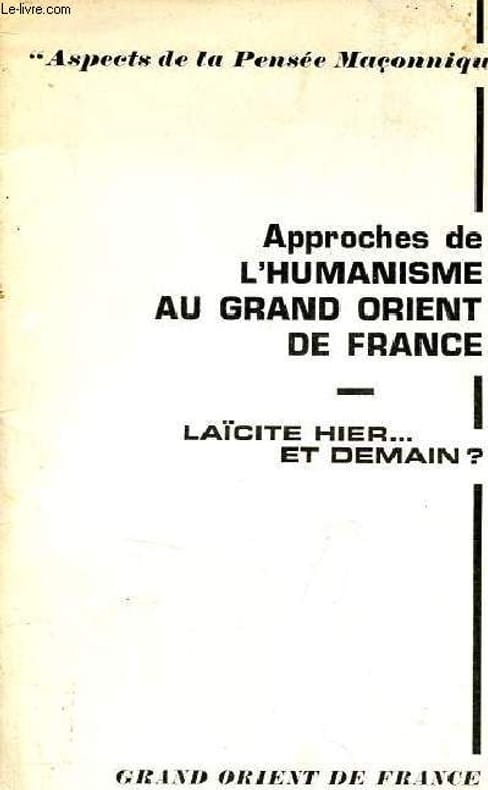 Le-livre.com
“Aspects de la Pensée Maçonniqu
Approches de
L'HUMANISME
AU GRAND ORIENT
DE FRANCE
LAÏCITE HIER...
ET DEMAIN ?
GRAND ORIENT DE FRANCE